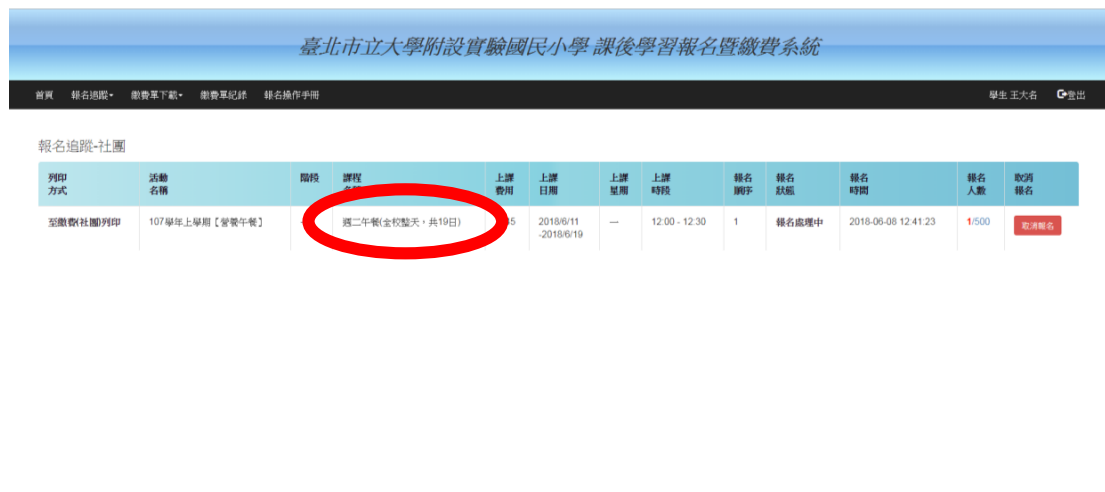 臺北市立大學附設實驗國民小學 課後學習報名暨繳費系統
首頁 報名追蹤 繳費單下載 繳費單紀錄 報名操作手冊 學生 王大名 登出
報名追蹤-社團
列印方式 活動名稱 階段 課程 上課費用 上課日期 上課星期 上課時段 報名順序 報名狀態 報名時間 報名人數 取消報名
至繳費(社團)列印 107學年上學期【營養午餐】 週二午餐(全校整天，共19日) 2018/6/11-2018/6/19 — 12:00 - 12:30 1 報名處理中 2018-06-08 12:41:23 1/500 取消報名